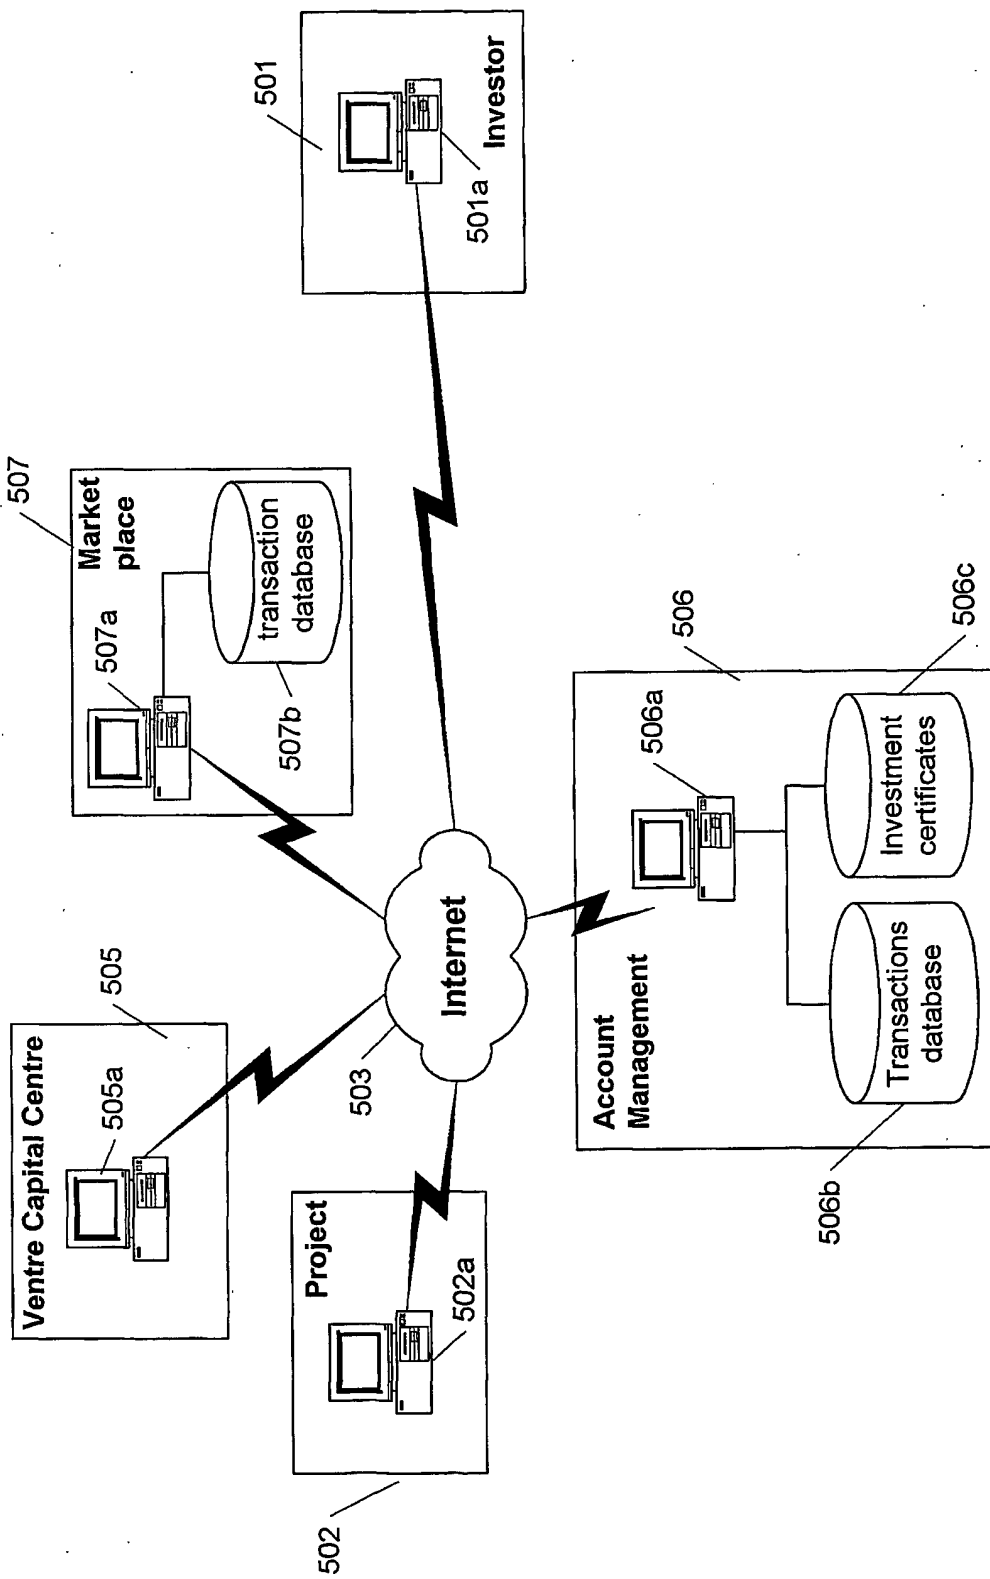 Ventre Capital Centre
505
505a
507
Market
place
507a
transaction
database
507b
501
501a
Investor
Project
502a
502
503
Internet
Account
Management
506
506a
506b
Transactions
database
Investment
certificates
506c